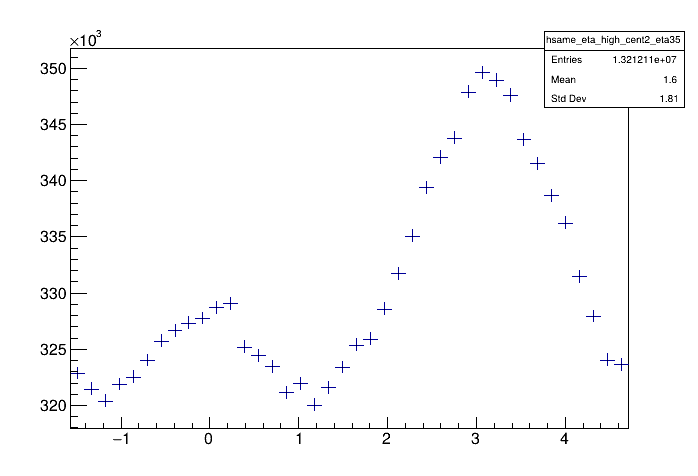 ×10³
hsame_eta_high_cent2_eta35
Entries 1.321211e+07
Mean 1.6
Std Dev 1.81
350
345
340
335
330
325
320
−1 0 1 2 3 4